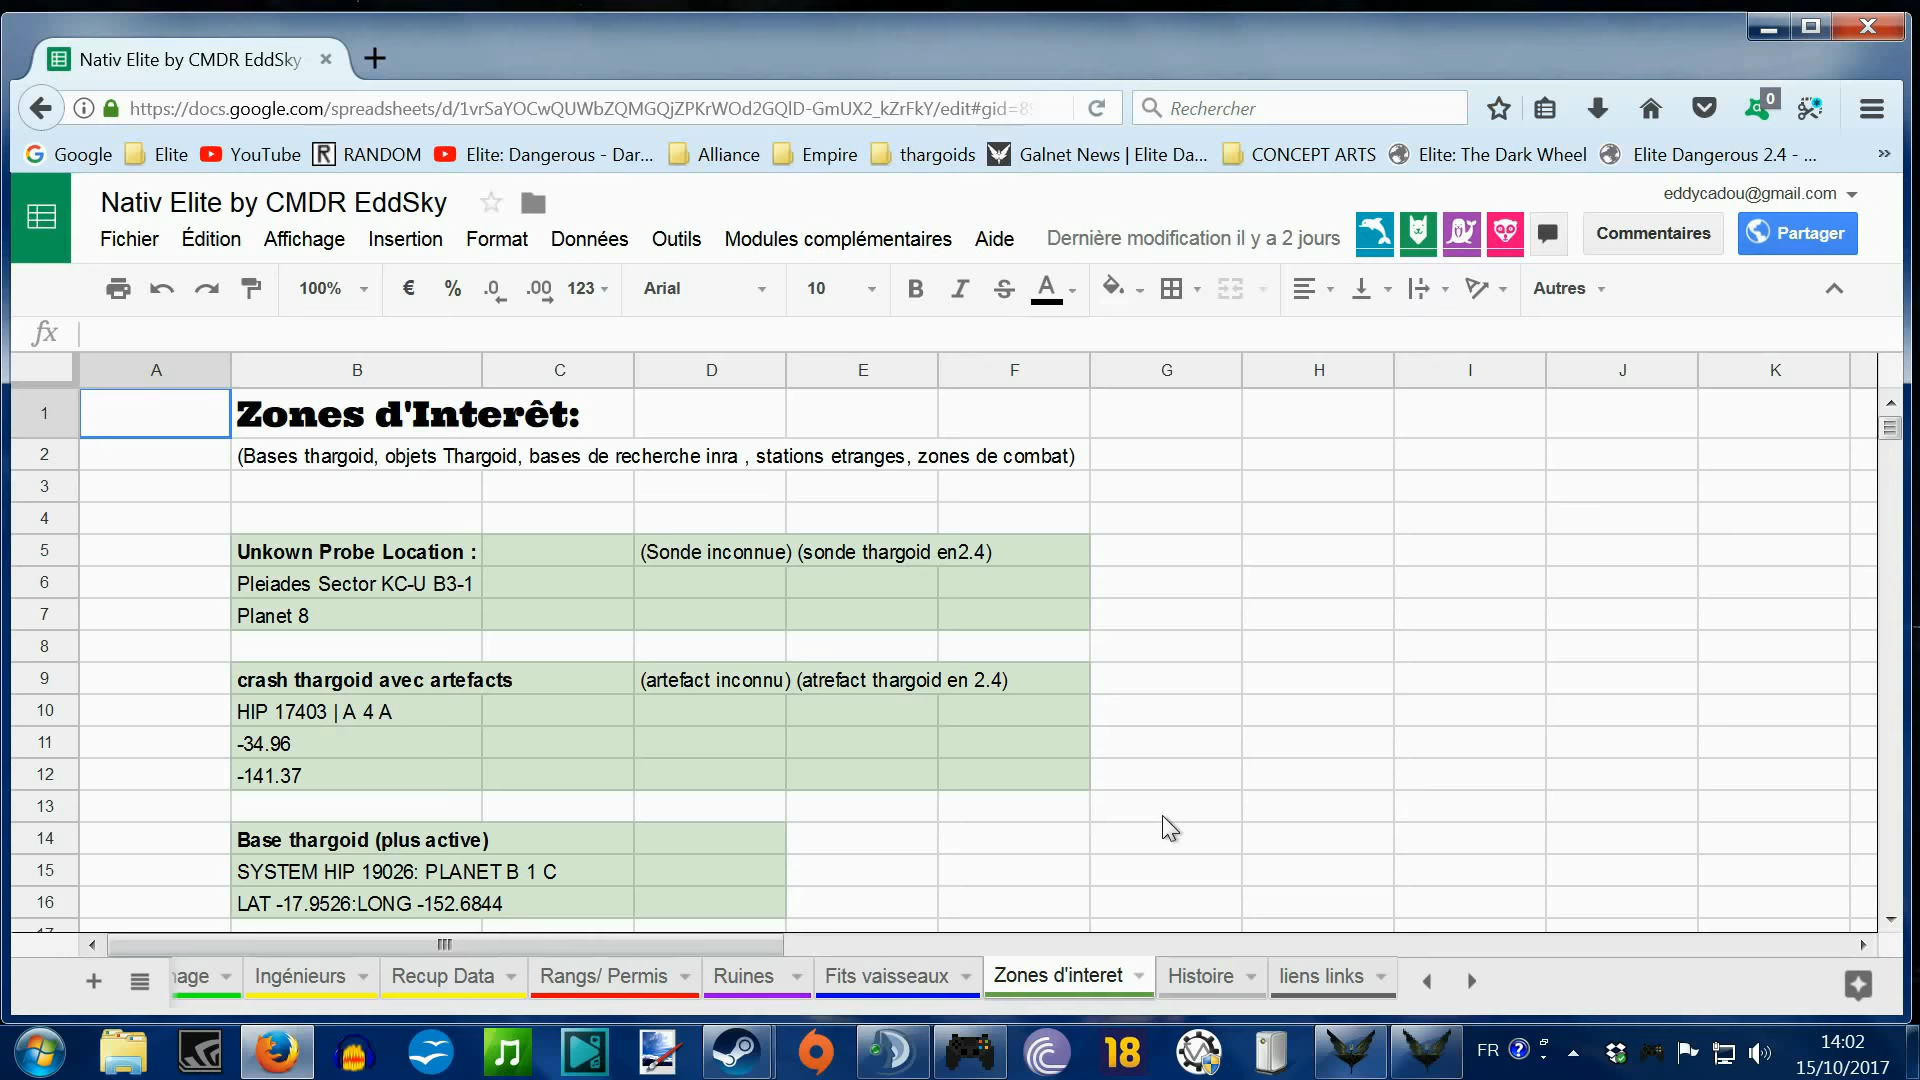 Nativ Elite by CMDR EddSky
https://docs.google.com/spreadsheets/d/1vrSaYOCwQUWbZQMGQjZPKrWOd2GQlD-GmUX2_kZrFkY/edit#gid=8
Rechercher
0
Google Elite YouTube RANDOM Elite: Dangerous - Dar... Alliance Empire thargoids Galnet News | Elite Da... CONCEPT ARTS Elite: The Dark Wheel Elite Dangerous 2.4 - ...
Nativ Elite by CMDR EddSky
eddycadou@gmail.com
Fichier Édition Affichage Insertion Format Données Outils Modules complémentaires Aide Dernière modification il y a 2 jours
Commentaires Partager
100% € % .0 .00 123 Arial 10 B I S A Autres
fx
A B C D E F G H I J K
1 Zones d'Interêt:
2 (Bases thargoid, objets Thargoid, bases de recherche inra , stations etranges, zones de combat)
3
4
5 Unkown Probe Location : (Sonde inconnue) (sonde thargoid en2.4)
6 Pleiades Sector KC-U B3-1
7 Planet 8
8
9 crash thargoid avec artefacts (artefact inconnu) (atrefact thargoid en 2.4)
10 HIP 17403 | A 4 A
11 -34.96
12 -141.37
13
14 Base thargoid (plus active)
15 SYSTEM HIP 19026: PLANET B 1 C
16 LAT -17.9526:LONG -152.6844
17
nage Ingénieurs Recup Data Rangs/ Permis Ruines Fits vaisseaux Zones d'interet Histoire liens links
18
FR
14:02
15/10/2017